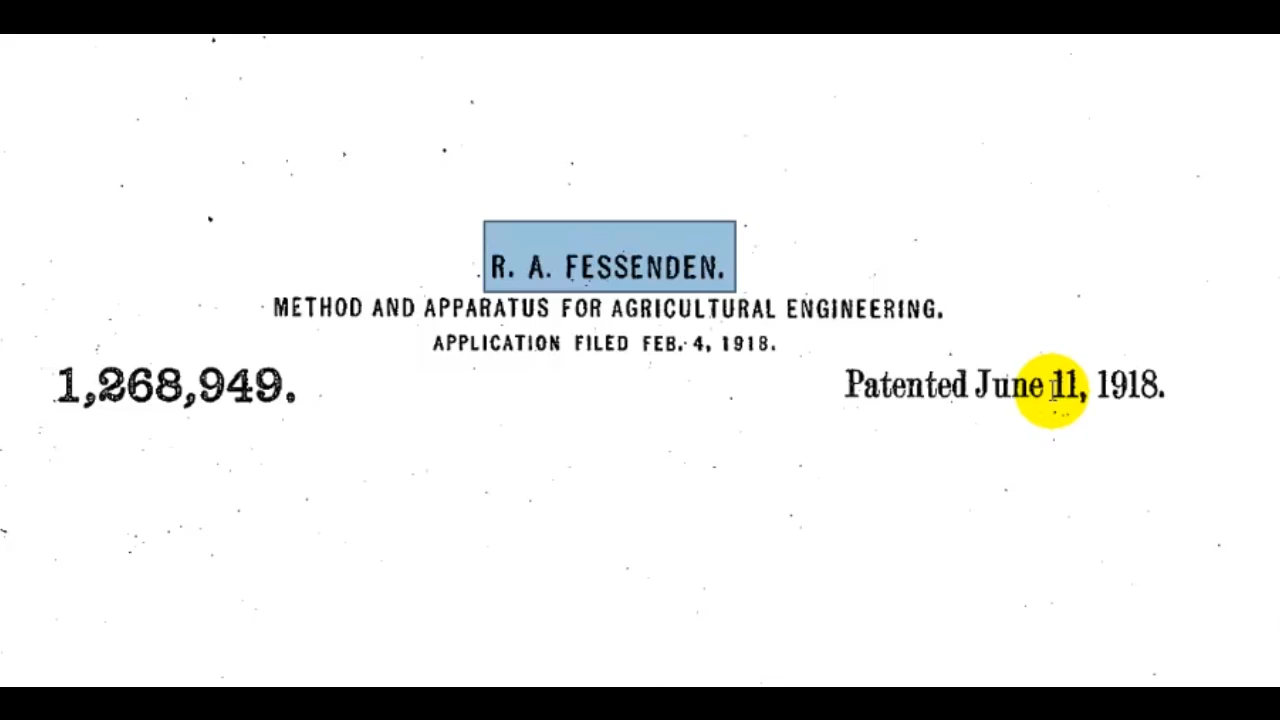 R. A. FESSENDEN.
METHOD AND APPARATUS FOR AGRICULTURAL ENGINEERING.
APPLICATION FILED FEB. 4, 1918.
1,268,949.
Patented June 11, 1918.